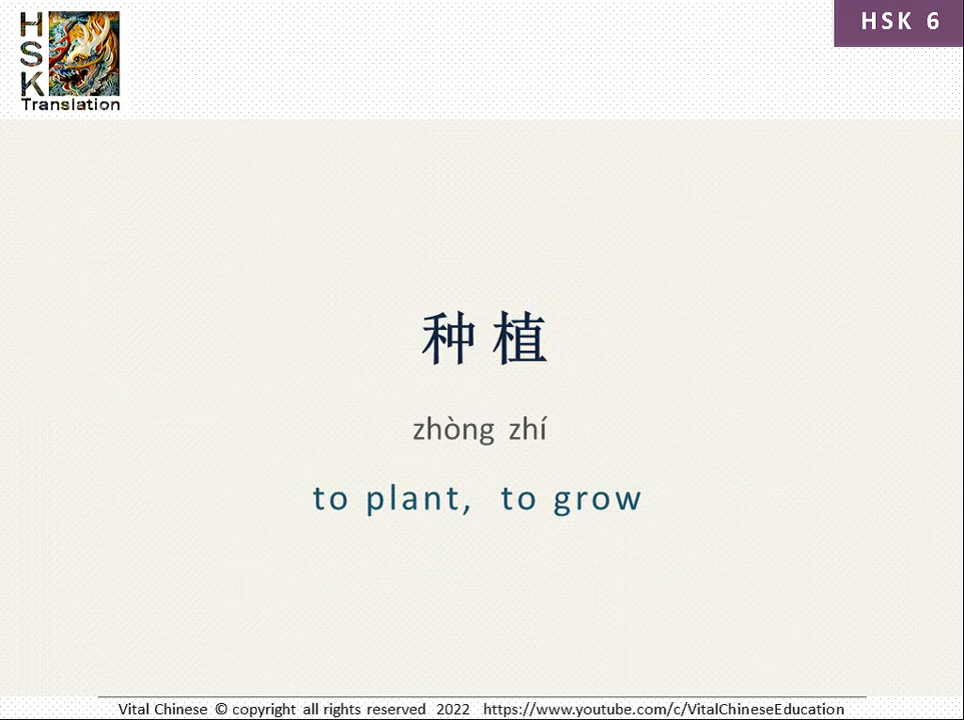 HSK
Translation
HSK 6
种植
zhòng zhí
to plant, to grow
Vital Chinese © copyright all rights reserved 2022 https://www.youtube.com/c/VitalChineseEducation